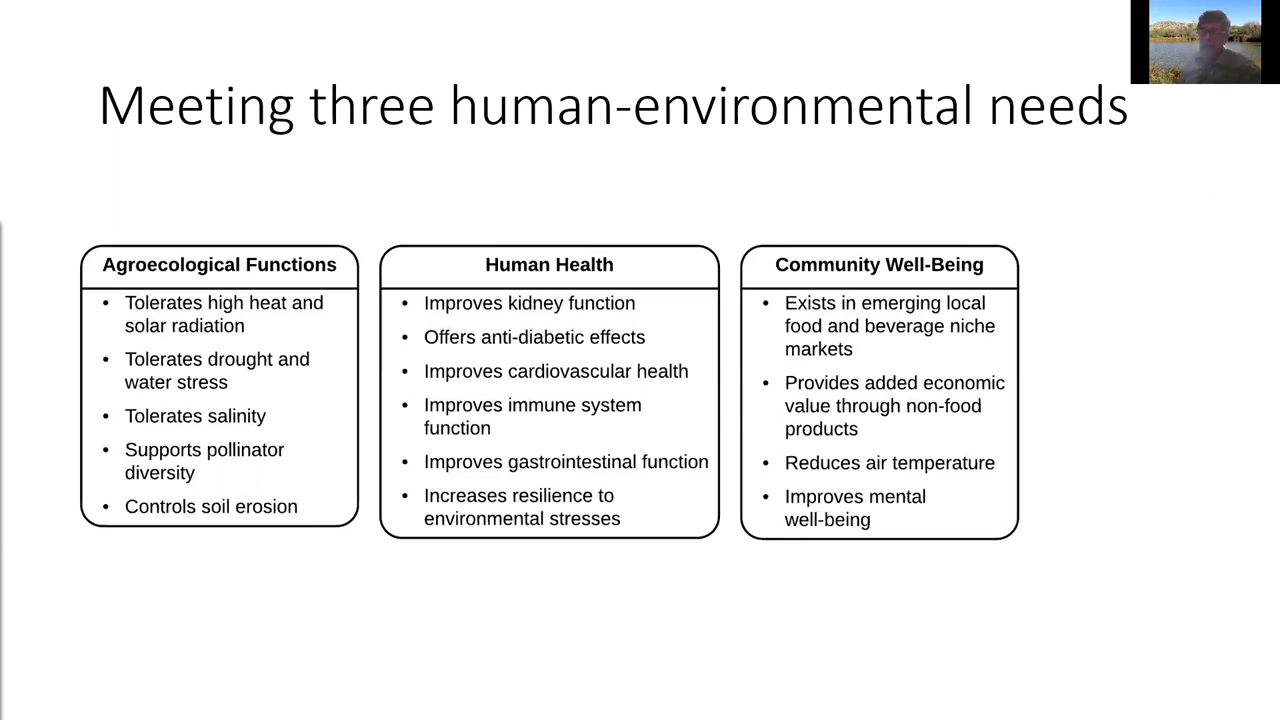 Meeting three human-environmental needs
Agroecological Functions
• Tolerates high heat and
solar radiation
• Tolerates drought and
water stress
• Tolerates salinity
• Supports pollinator
diversity
• Controls soil erosion
Human Health
• Improves kidney function
• Offers anti-diabetic effects
• Improves cardiovascular health
• Improves immune system
function
• Improves gastrointestinal function
• Increases resilience to
environmental stresses
Community Well-Being
• Exists in emerging local
food and beverage niche
markets
• Provides added economic
value through non-food
products
• Reduces air temperature
• Improves mental
well-being